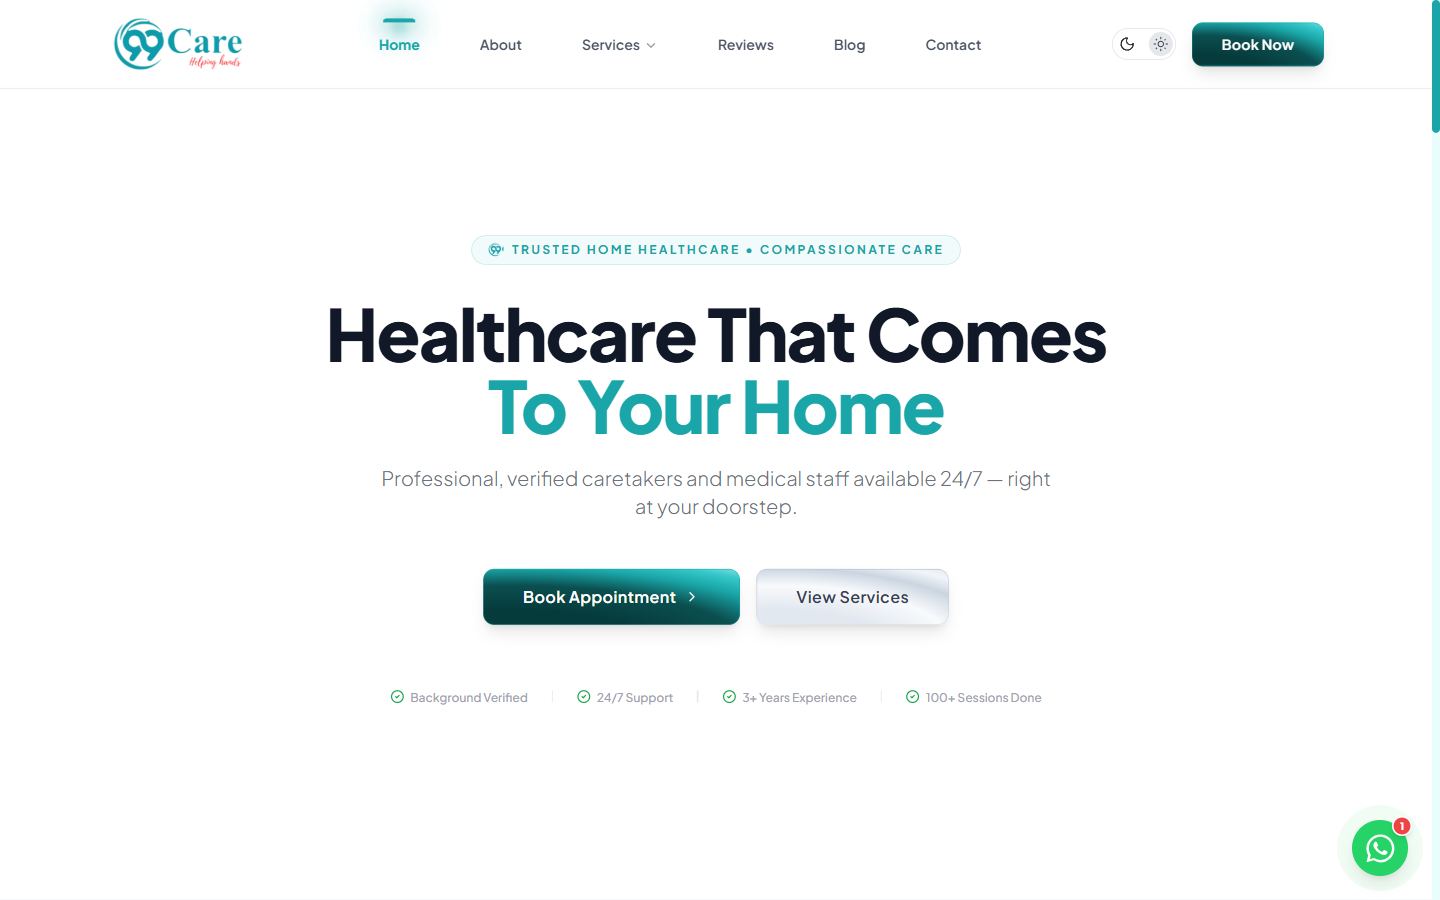 99 Care
Helping hands
Home
About
Services
Reviews
Blog
Contact
Book Now
TRUSTED HOME HEALTHCARE • COMPASSIONATE CARE
Healthcare That Comes
To Your Home
Professional, verified caretakers and medical staff available 24/7 — right
at your doorstep.
Book Appointment
View Services
Background Verified
24/7 Support
3+ Years Experience
100+ Sessions Done
1